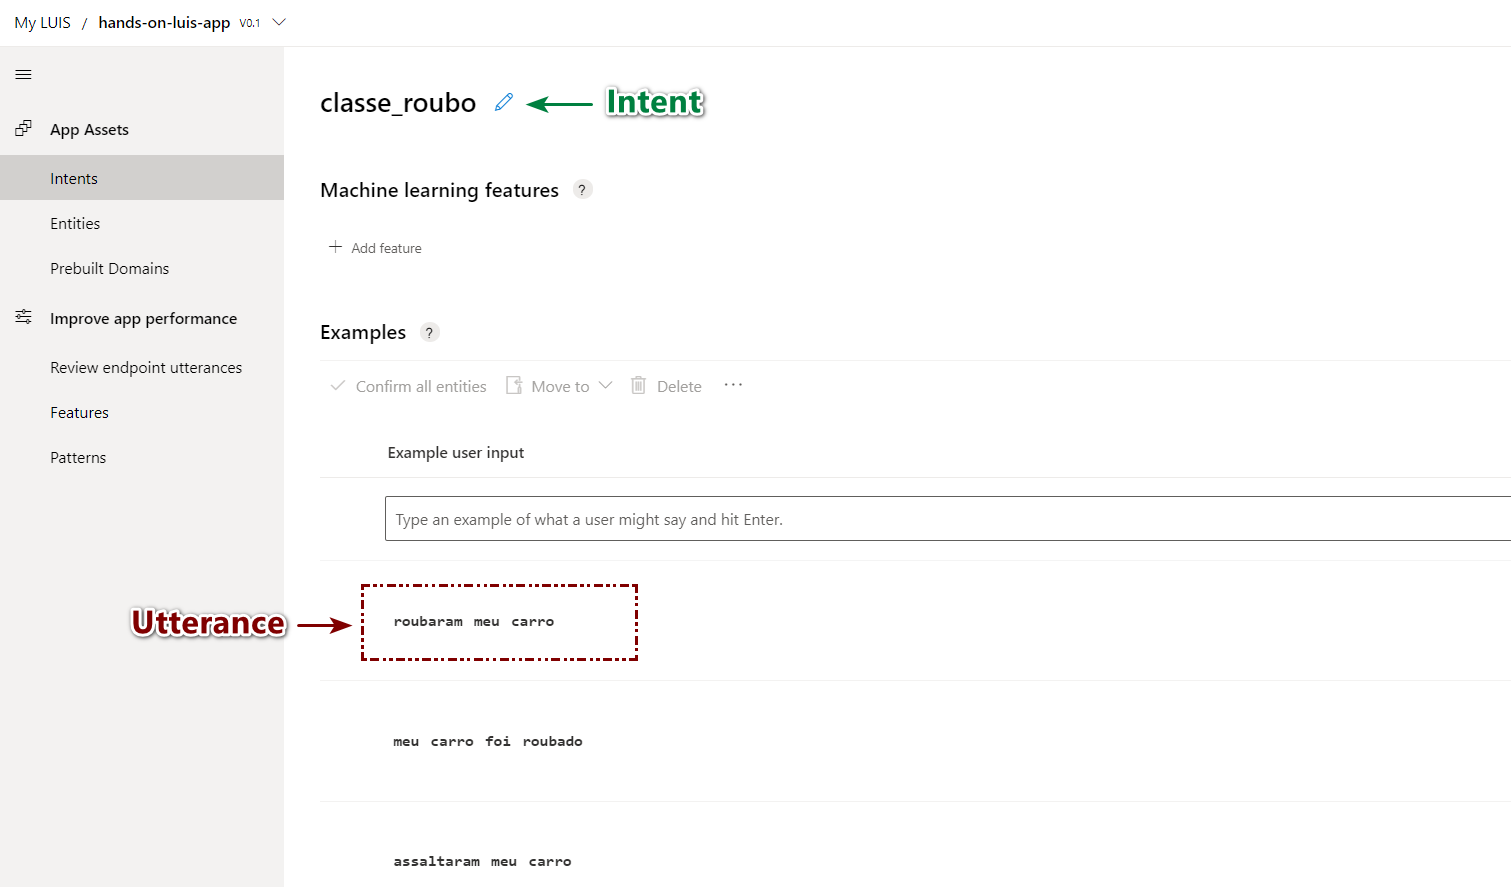 My LUIS / hands-on-luis-app V0.1
classe_roubo Intent
App Assets
Intents
Machine learning features ?
Entities
+ Add feature
Prebuilt Domains
Improve app performance
Examples ?
Review endpoint utterances
Confirm all entities Move to Delete ...
Features
Example user input
Patterns
Type an example of what a user might say and hit Enter.
Utterance roubaram meu carro
meu carro foi roubado
assaltaram meu carro